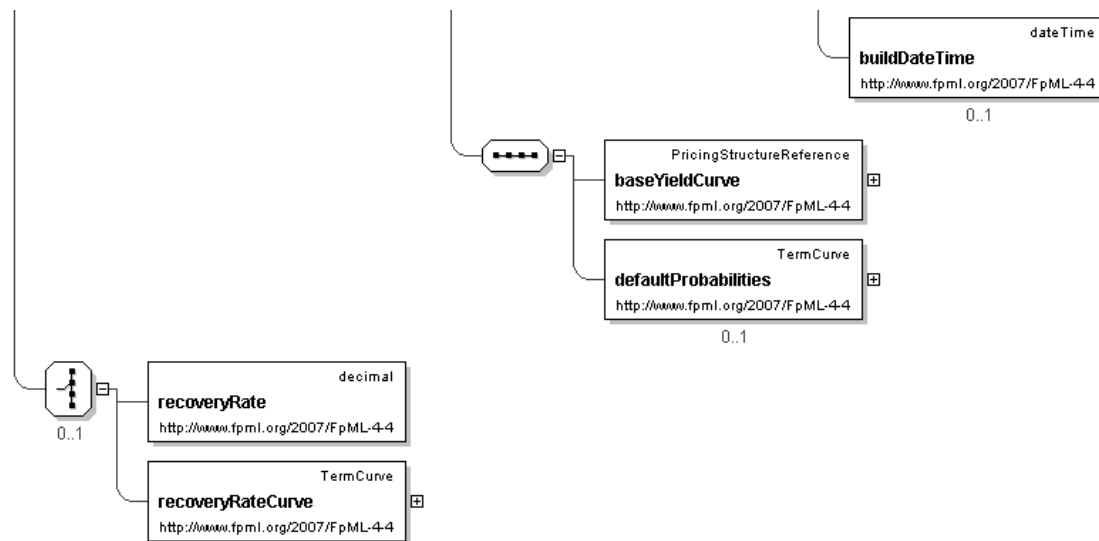 dateTime
buildDateTime
http://www.fpml.org/2007/FpML-4-4
0..1
PricingStructureReference
baseYieldCurve
http://www.fpml.org/2007/FpML-4-4
TermCurve
defaultProbabilities
http://www.fpml.org/2007/FpML-4-4
0..1
decimal
recoveryRate
http://www.fpml.org/2007/FpML-4-4
0..1
TermCurve
recoveryRateCurve
http://www.fpml.org/2007/FpML-4-4